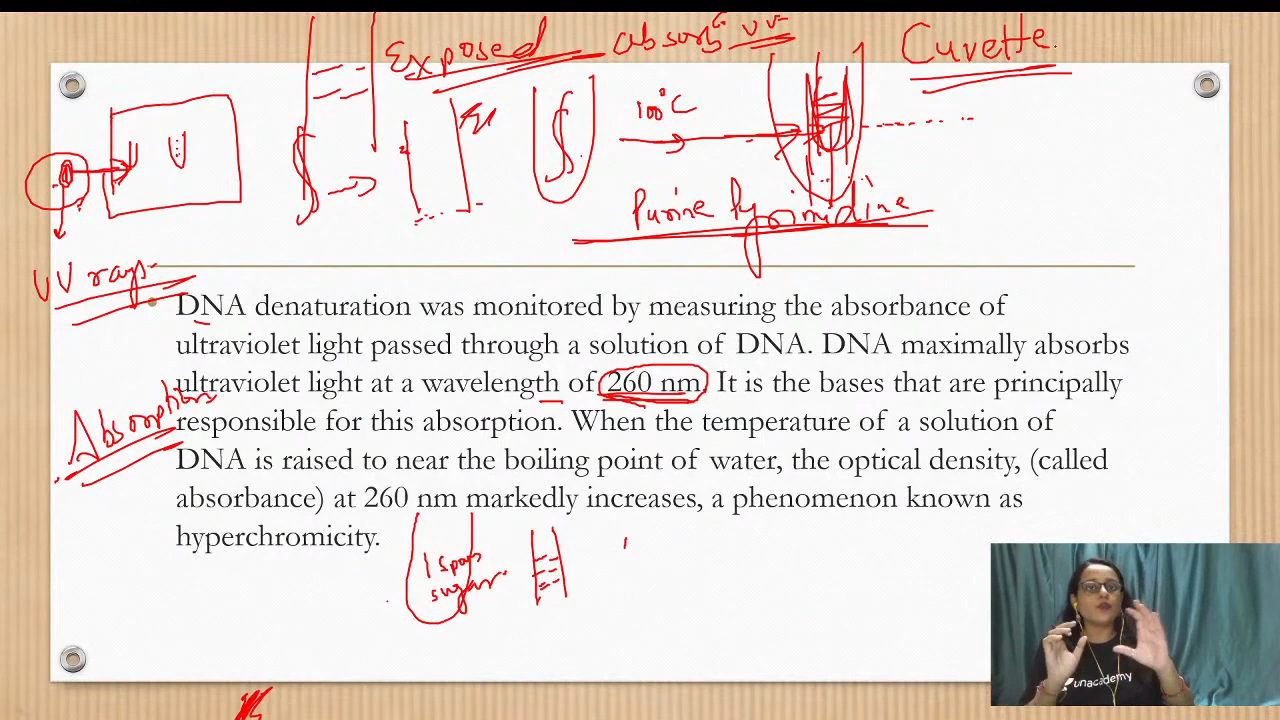 Exposed absorb UV
Cuvette
100°C
Purine Pyrimidine
UV rays
• DNA denaturation was monitored by measuring the absorbance of
ultraviolet light passed through a solution of DNA. DNA maximally absorbs
ultraviolet light at a wavelength of 260 nm. It is the bases that are principally
responsible for this absorption. When the temperature of a solution of
DNA is raised to near the boiling point of water, the optical density, (called
absorbance) at 260 nm markedly increases, a phenomenon known as
hyperchromicity.
Absorption
1 spoon
sugar
unacademy